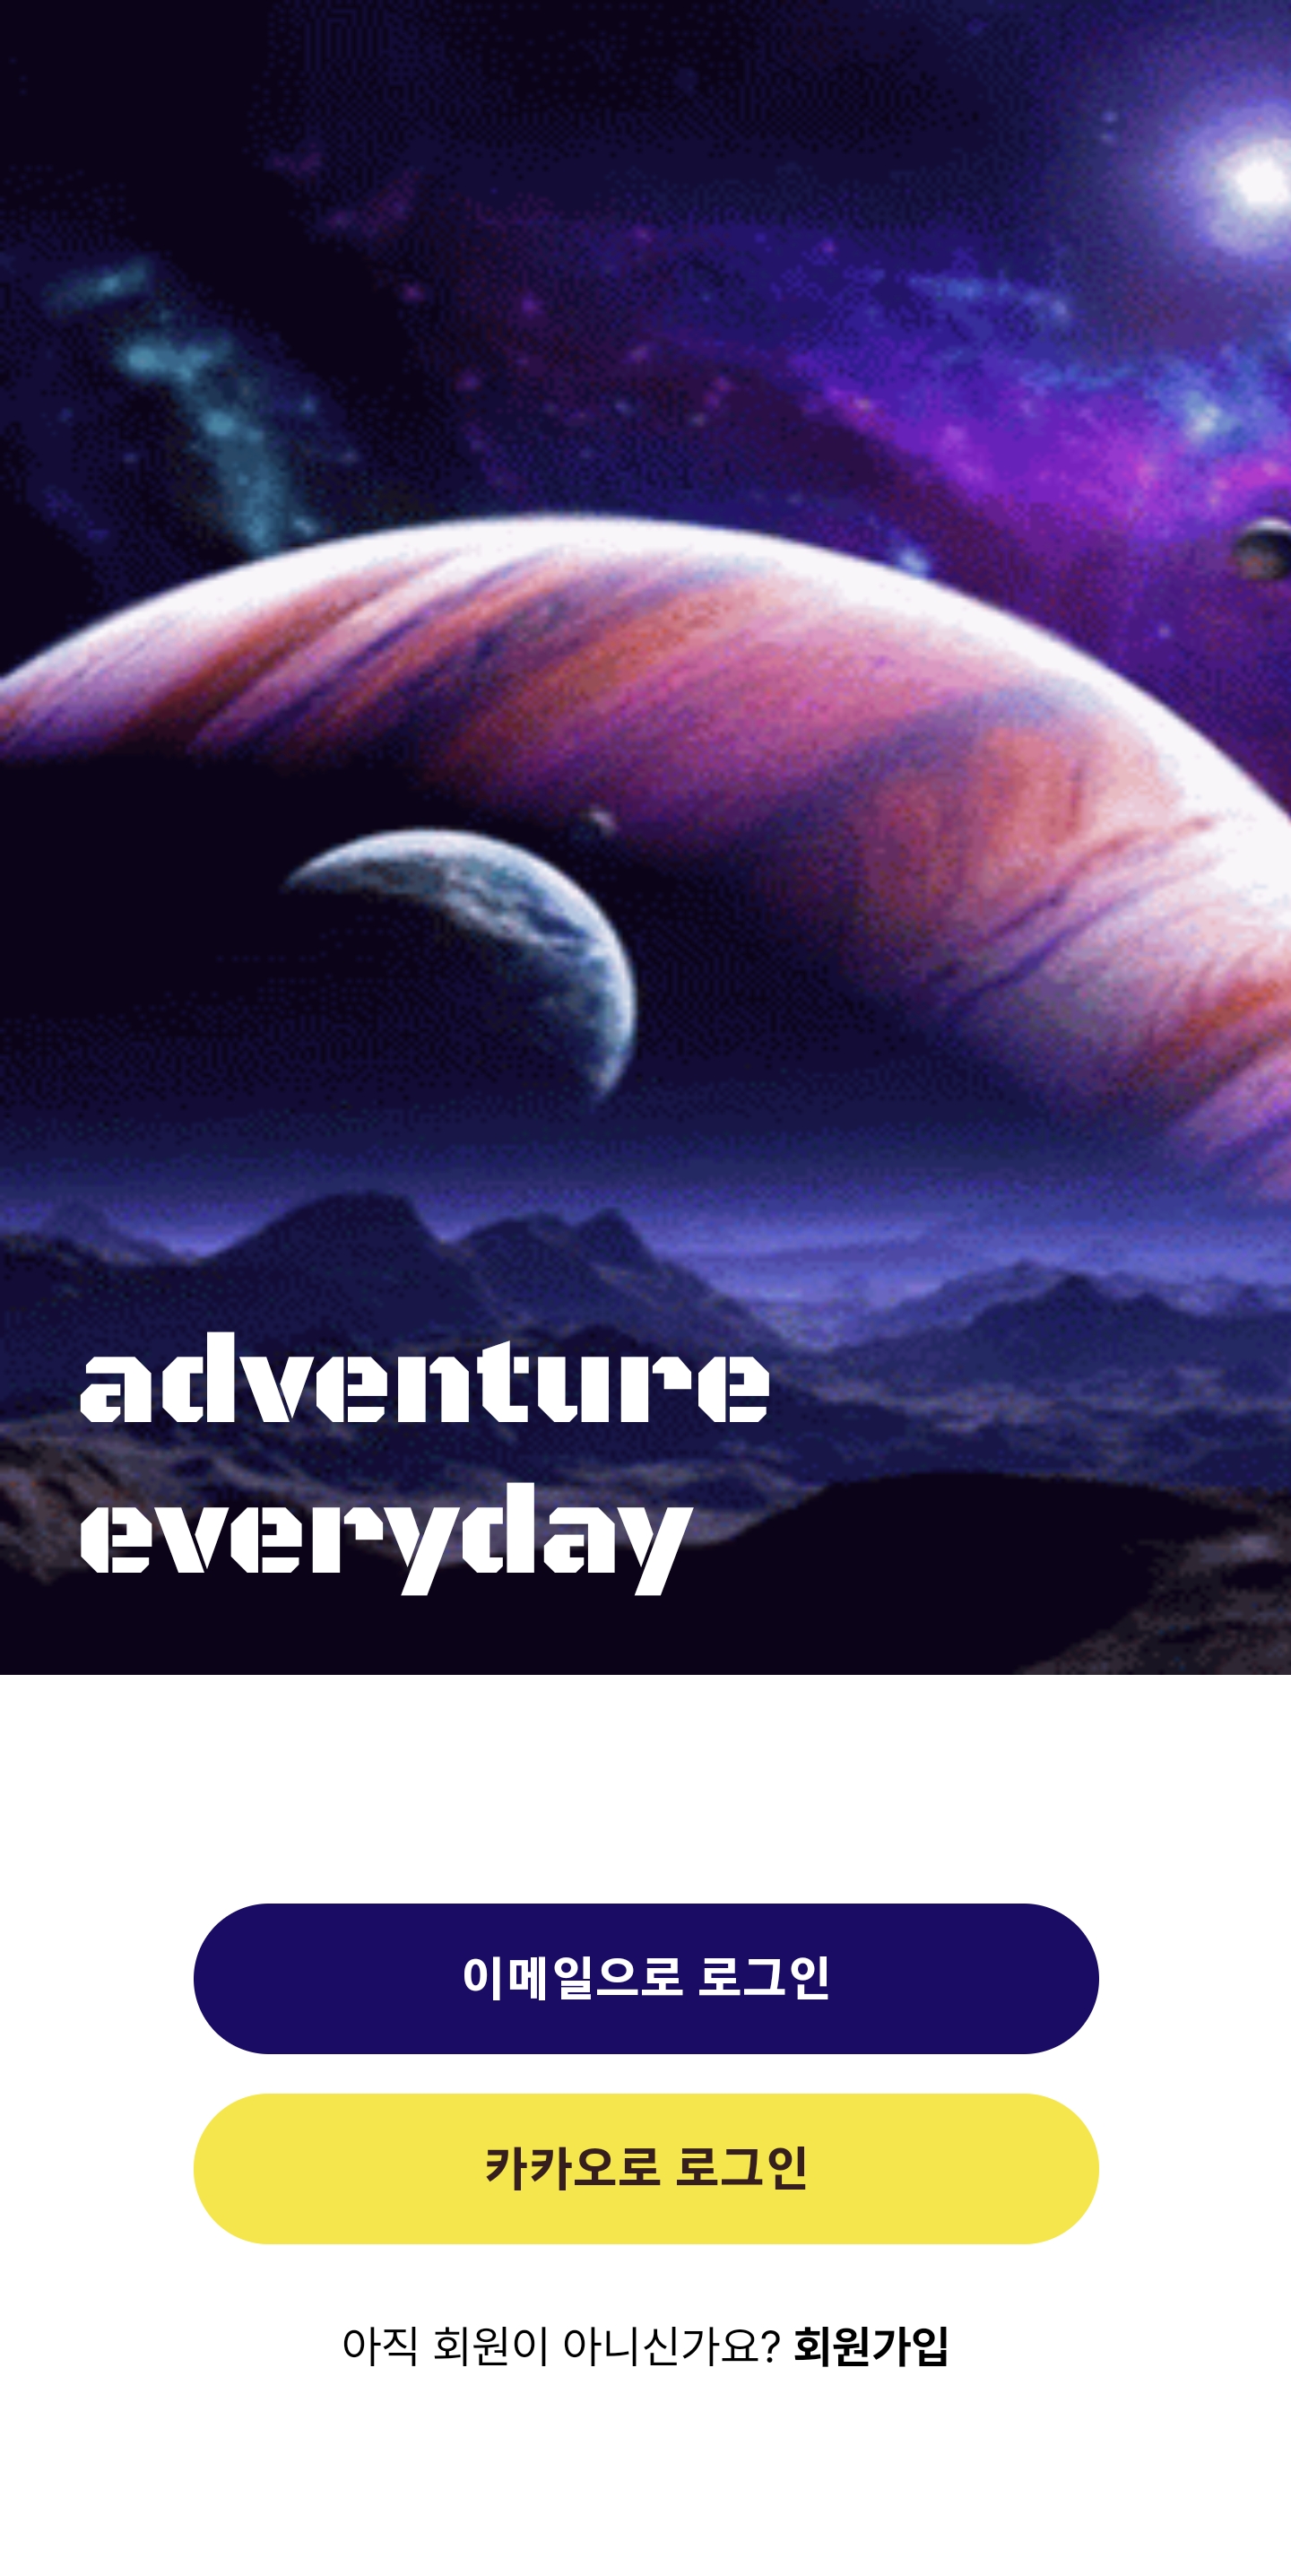 adventure
everyday
이메일으로 로그인
카카오로 로그인
아직 회원이 아니신가요? 회원가입